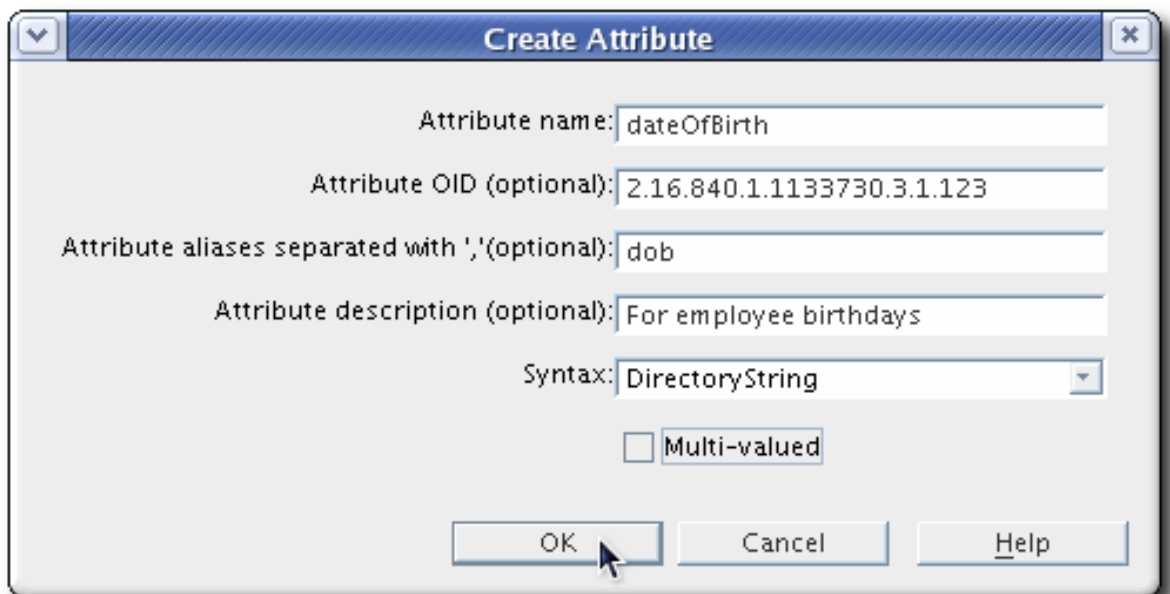 Create Attribute
Attribute name: dateOfBirth
Attribute OID (optional): 2.16.840.1.1133730.3.1.123
Attribute aliases separated with ','(optional): dob
Attribute description (optional): For employee birthdays
Syntax: DirectoryString
Multi-valued
OK Cancel Help